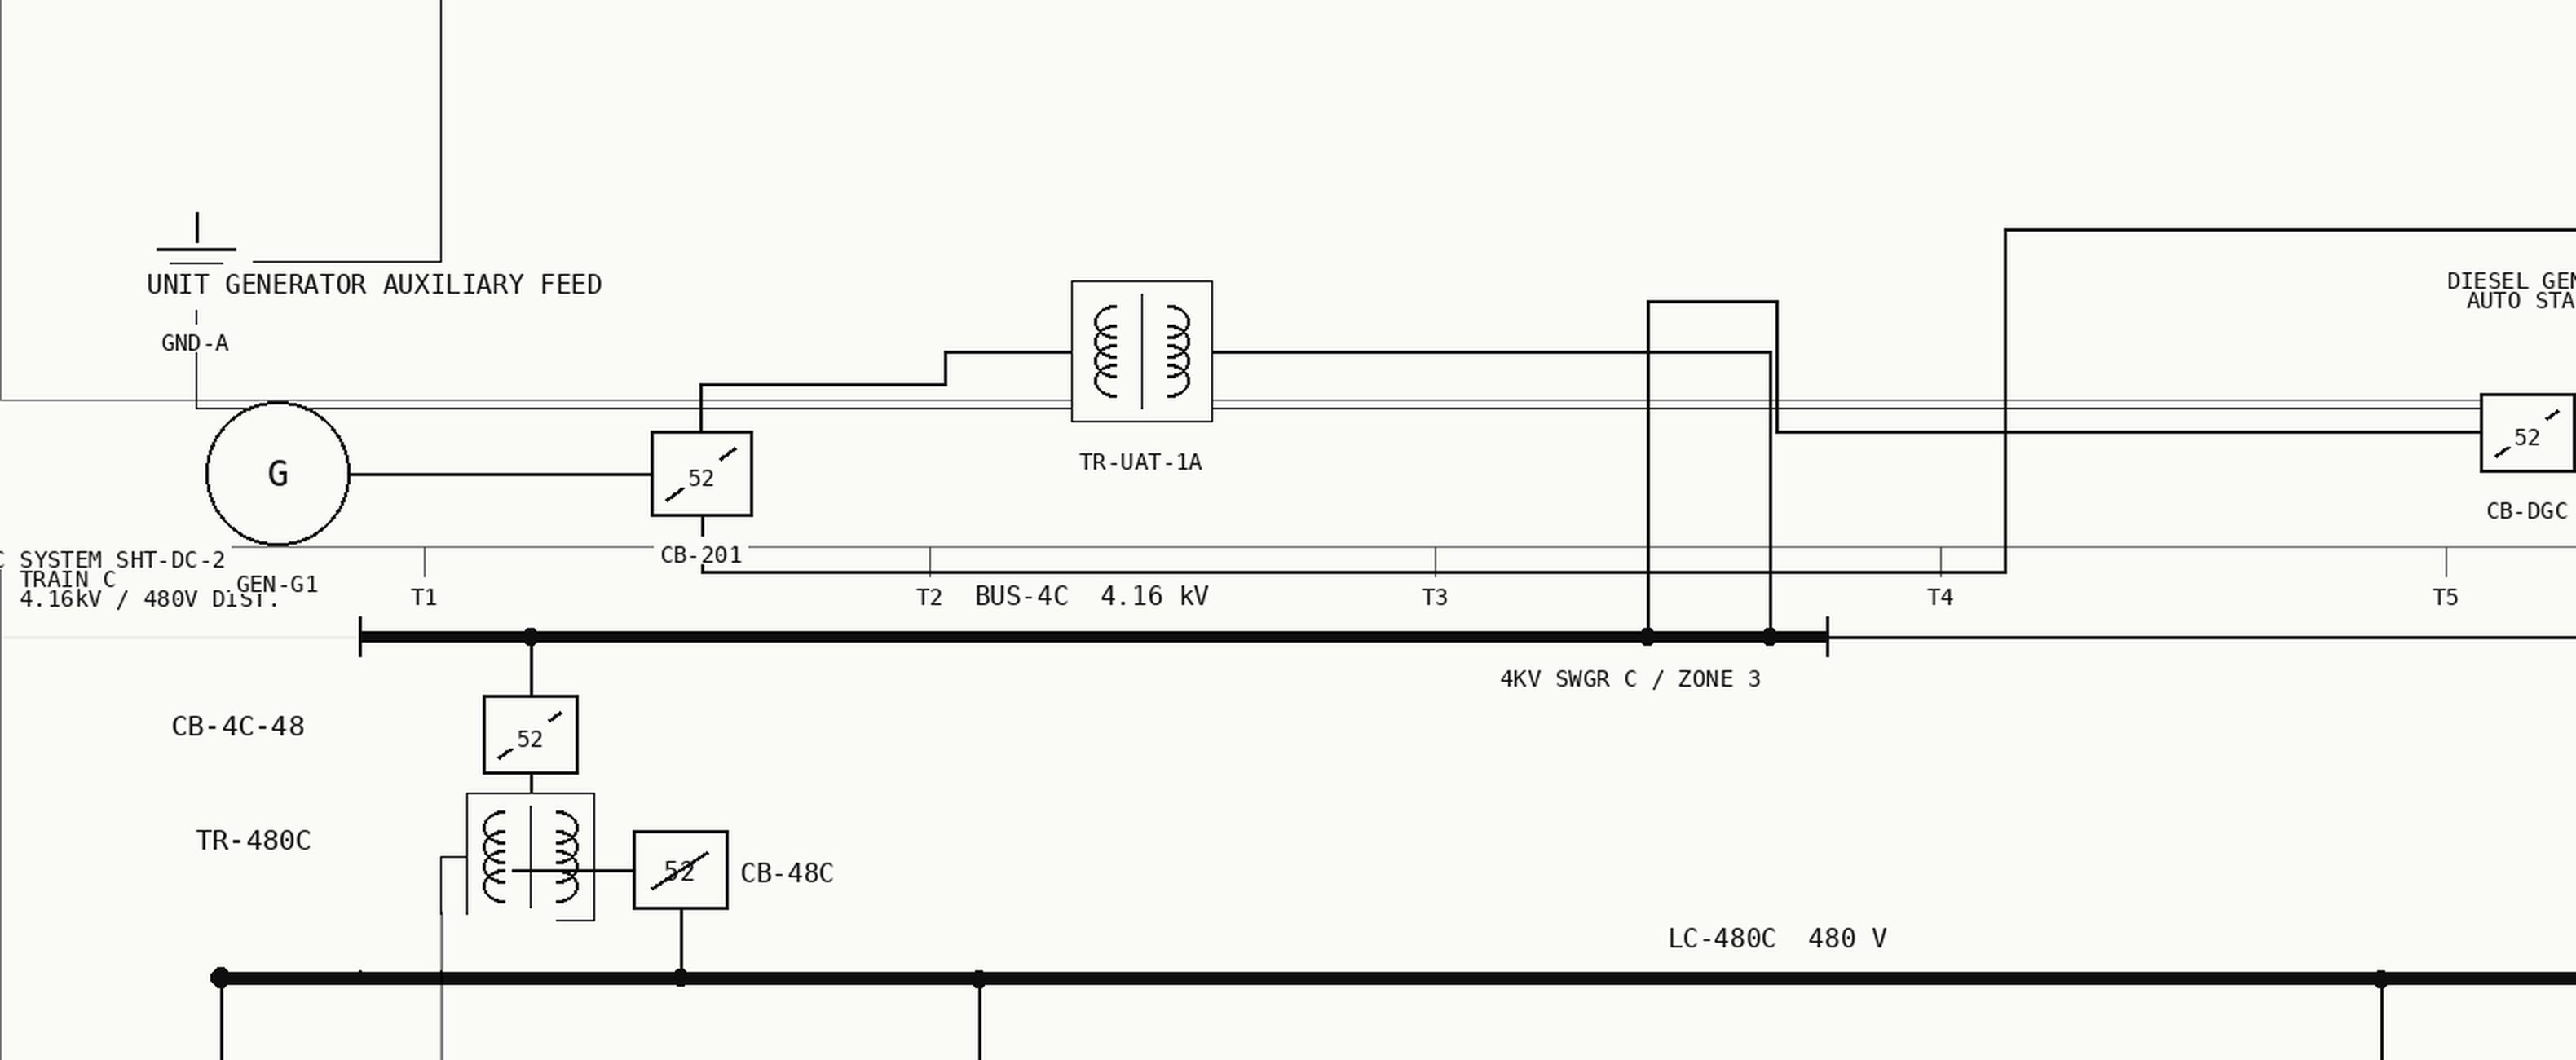 UNIT GENERATOR AUXILIARY FEED
DIESEL GEN
AUTO STA
GND-A
52
G
TR-UAT-1A
52
CB-DGC
CB-201
SYSTEM SHT-DC-2
TRAIN C
GEN-G1
4.16kV / 480V DIST.
T1
T2
BUS-4C 4.16 kV
T3
T4
T5
4KV SWGR C / ZONE 3
CB-4C-48
52
TR-480C
52
CB-48C
LC-480C 480 V